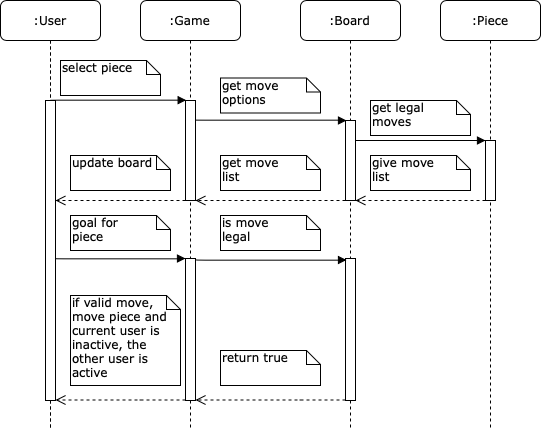 :User
:Game
:Board
:Piece
select piece
get move
options
get legal
moves
update board
get move
list
give move
list
goal for
piece
is move
legal
if valid move,
move piece and
current user is
inactive, the
other user is
active
return true